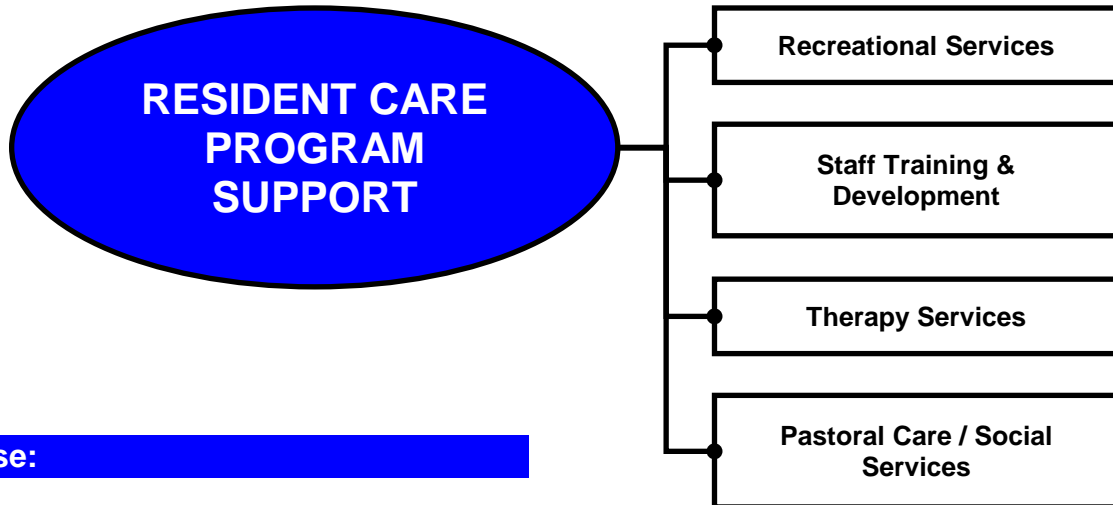 RESIDENT CARE
PROGRAM
SUPPORT
Recreational Services
Staff Training &
Development
Therapy Services
Pastoral Care / Social
Services
se: